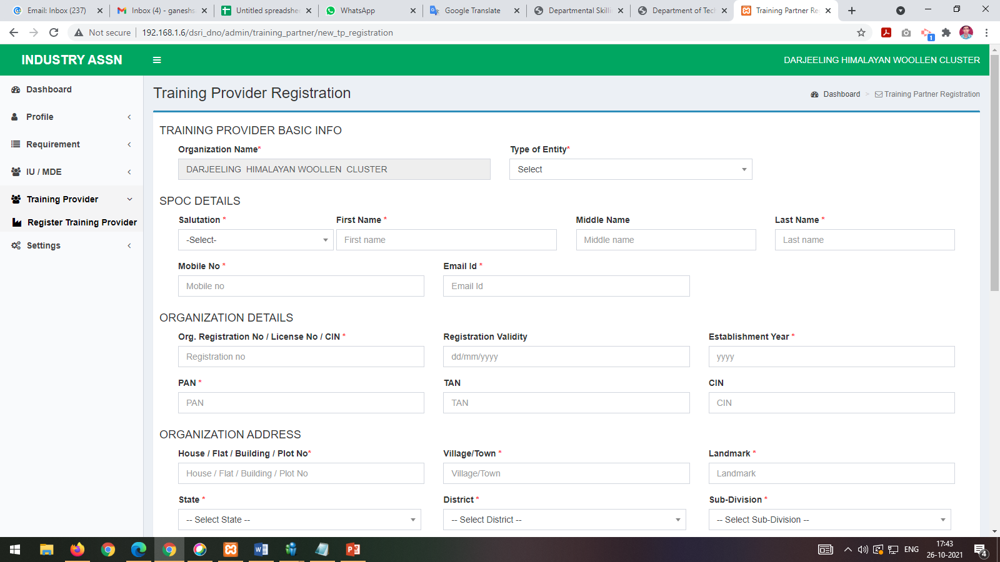 Email: Inbox (237)
Inbox (4) - ganeshs
Untitled spreadshee
WhatsApp
Google Translate
Departmental Skillin
Department of Tech
Training Partner Re
Not secure
192.168.1.6/dsri_dno/admin/training_partner/new_tp_registration
1
INDUSTRY ASSN
DARJEELING HIMALAYAN WOOLLEN CLUSTER
Dashboard
Profile
Requirement
IU / MDE
Training Provider
Register Training Provider
Settings
Training Provider Registration
Dashboard > Training Partner Registration
TRAINING PROVIDER BASIC INFO
Organization Name* Type of Entity*
DARJEELING HIMALAYAN WOOLLEN CLUSTER Select
SPOC DETAILS
Salutation * First Name * Middle Name Last Name *
-Select- First name Middle name Last name
Mobile No * Email Id *
Mobile no Email Id
ORGANIZATION DETAILS
Org. Registration No / License No / CIN * Registration Validity Establishment Year *
Registration no dd/mm/yyyy yyyy
PAN * TAN CIN
PAN TAN CIN
ORGANIZATION ADDRESS
House / Flat / Building / Plot No* Village/Town * Landmark *
House / Flat / Building / Plot No Village/Town Landmark
State * District * Sub-Division *
-- Select State -- -- Select District -- -- Select Sub-Division --
ENG
17:43
26-10-2021
4